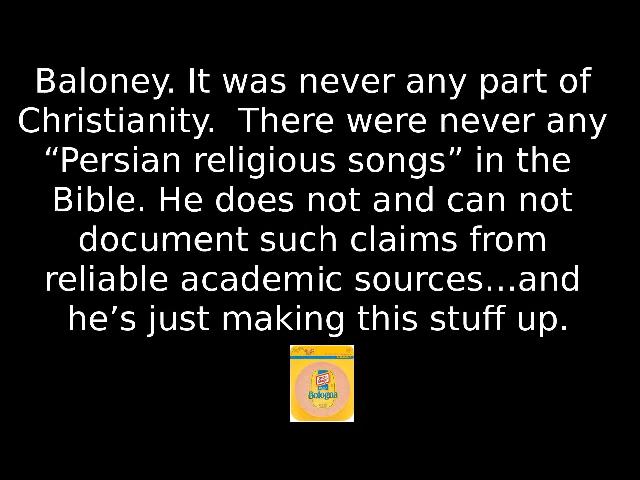 Baloney. It was never any part of
Christianity.  There were never any
“Persian religious songs” in the
Bible. He does not and can not
document such claims from
reliable academic sources...and
he’s just making this stuff up.
Bologna